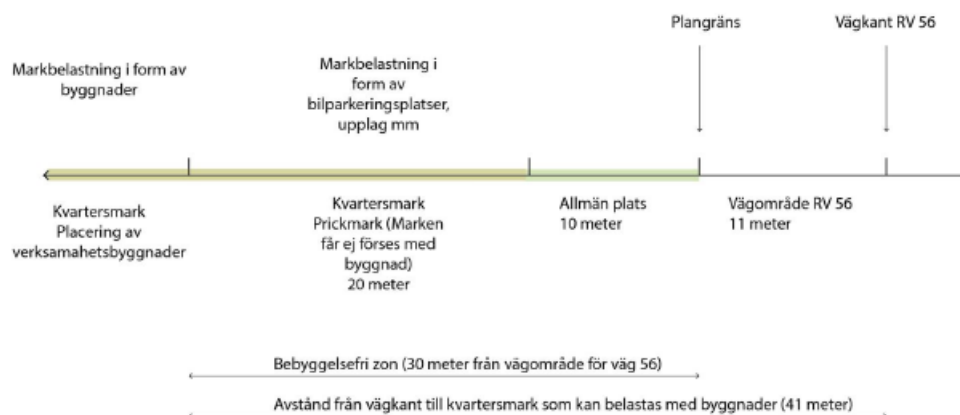 Plangräns
Vägkant RV 56
Markbelastning i form av
byggnader
Markbelastning i
form av
bilparkeringsplatser,
upplag mm
Kvartersmark
Placering av
verksamahetsbyggnader
Kvartersmark
Prickmark (Marken
får ej förses med
byggnad)
20 meter
Allmän plats
10 meter
Vägområde RV 56
11 meter
Bebyggelsefri zon (30 meter från vägområde för väg 56)
Avstånd från vägkant till kvartersmark som kan belastas med byggnader (41 meter)